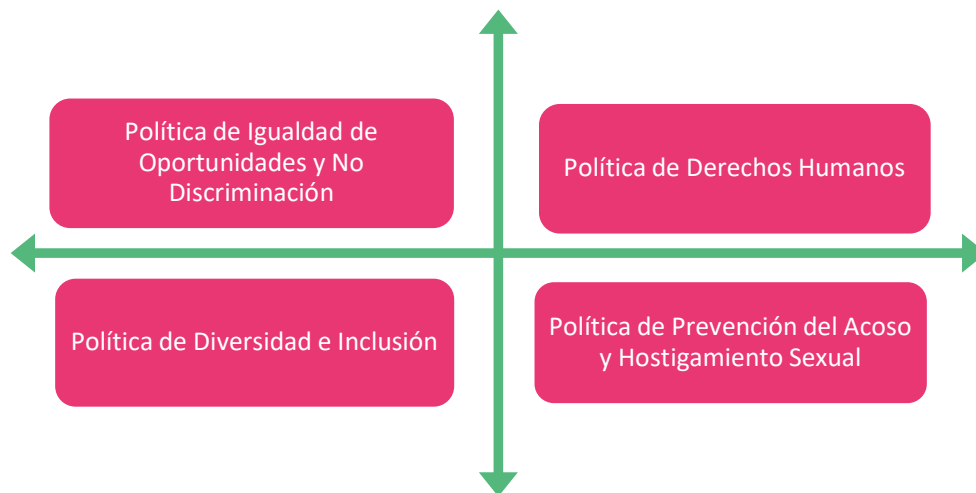 Política de Igualdad de
Oportunidades y No
Discriminación
Política de Derechos Humanos
Política de Diversidad e Inclusión
Política de Prevención del Acoso
y Hostigamiento Sexual